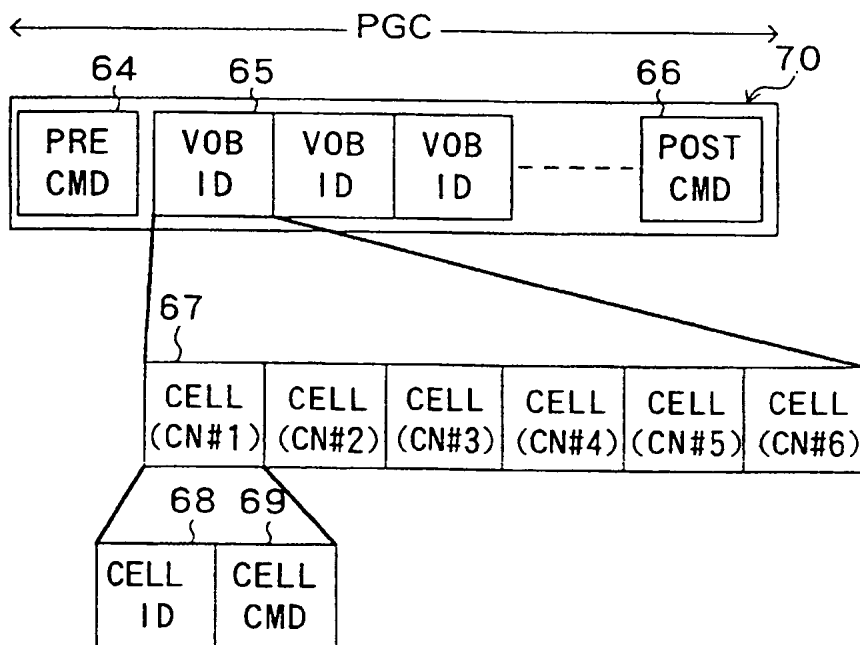 PGC
64 65 66 70
PRE CMD
VOB ID
VOB ID
VOB ID
POST CMD
67
CELL (CN#1)
CELL (CN#2)
CELL (CN#3)
CELL (CN#4)
CELL (CN#5)
CELL (CN#6)
68 69
CELL ID
CELL CMD